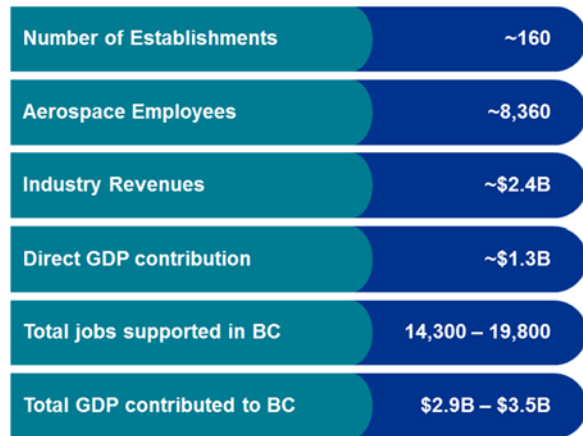 Number of Establishments ~160
Aerospace Employees ~8,360
Industry Revenues ~$2.4B
Direct GDP contribution ~$1.3B
Total jobs supported in BC 14,300 – 19,800
Total GDP contributed to BC $2.9B – $3.5B